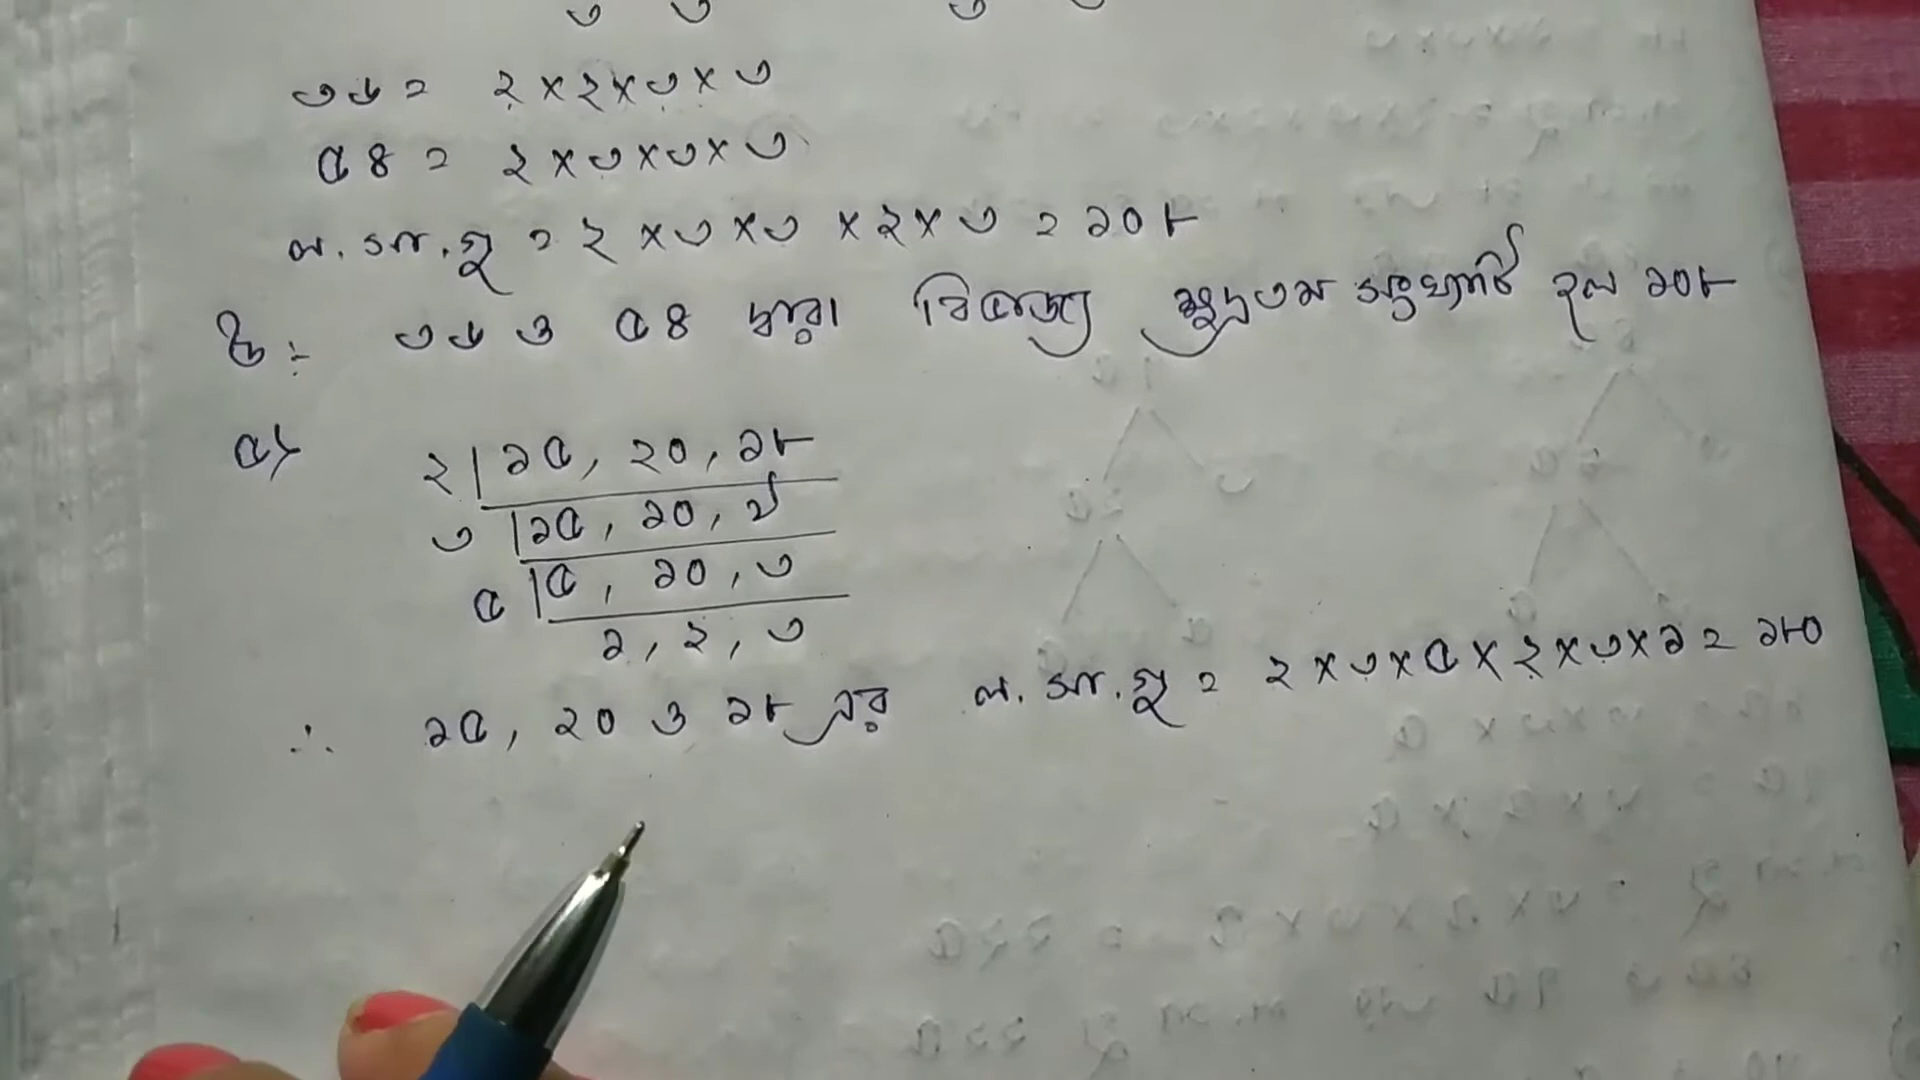 ৩৬ = ২ × ২ × ৩ × ৩
৫৪ = ২ × ৩ × ৩ × ৩
ল. সা. গু = ২ × ৩ × ৩ × ২ × ৩ = ১০৮
উঃ ৩৬ ও ৫৪ দ্বারা বিভাজ্য ক্ষুদ্রতম সংখ্যাটি হল ১০৮
৫) ২ | ১৫, ২০, ১৮
৩ | ১৫, ১০, ৯
৫ | ৫, ১০, ৩
১, ২, ৩
∴ ১৫, ২০ ও ১৮ এর ল. সা. গু = ২ × ৩ × ৫ × ২ × ৩ × ১ = ১৮০